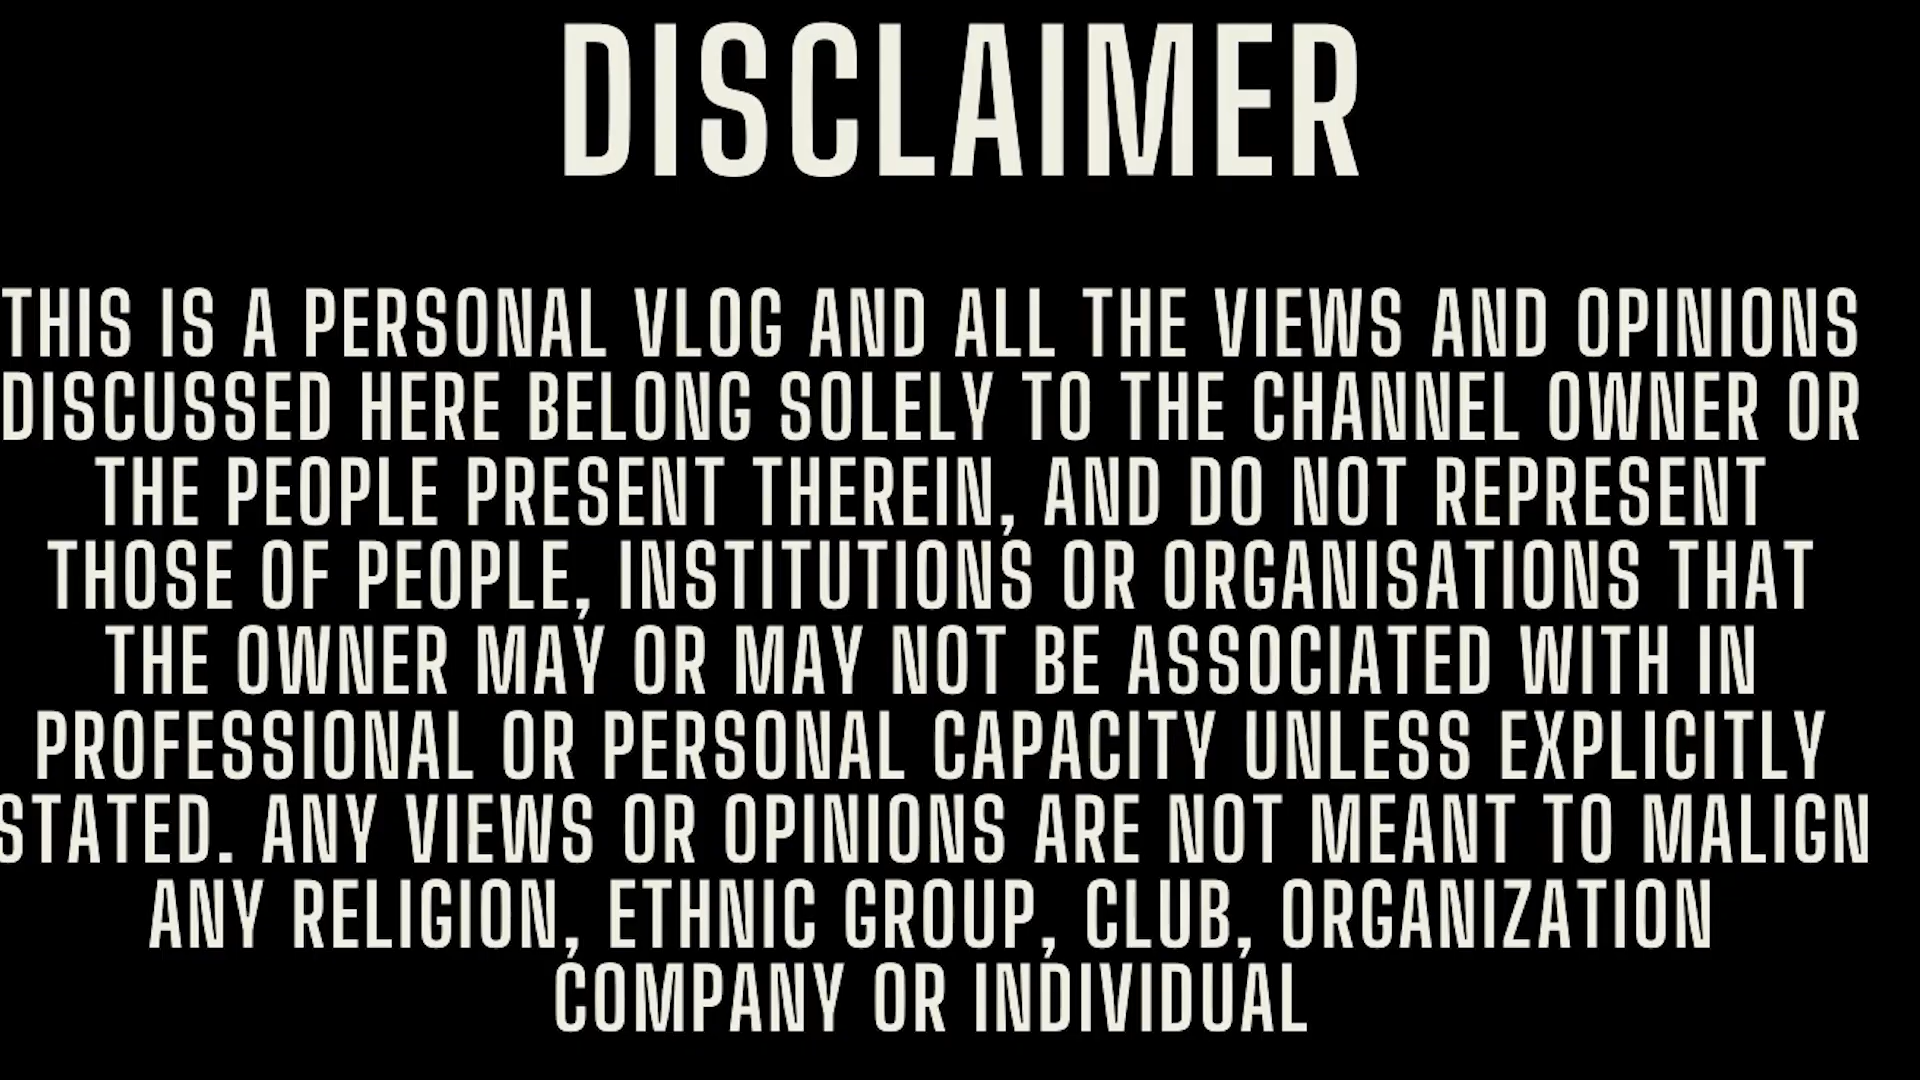 DISCLAIMER
THIS IS A PERSONAL VLOG AND ALL THE VIEWS AND OPINIONS
DISCUSSED HERE BELONG SOLELY TO THE CHANNEL OWNER OR
THE PEOPLE PRESENT THEREIN, AND DO NOT REPRESENT
THOSE OF PEOPLE, INSTITUTIONS OR ORGANISATIONS THAT
THE OWNER MAY OR MAY NOT BE ASSOCIATED WITH IN
PROFESSIONAL OR PERSONAL CAPACITY UNLESS EXPLICITLY
STATED. ANY VIEWS OR OPINIONS ARE NOT MEANT TO MALIGN
ANY RELIGION, ETHNIC GROUP, CLUB, ORGANIZATION
COMPANY OR INDIVIDUAL